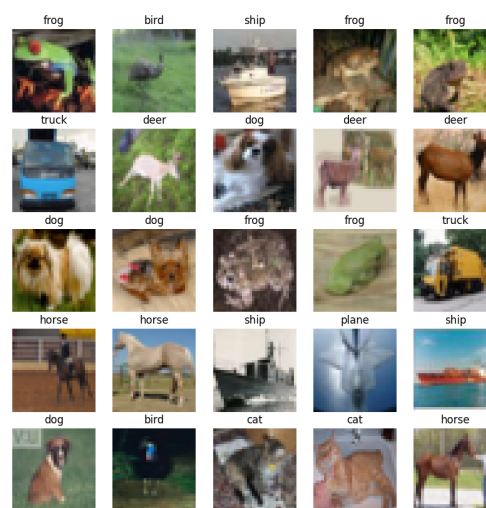 frog bird ship frog frog
truck deer dog deer deer
dog dog frog frog truck
horse horse ship plane ship
dog bird cat cat horse